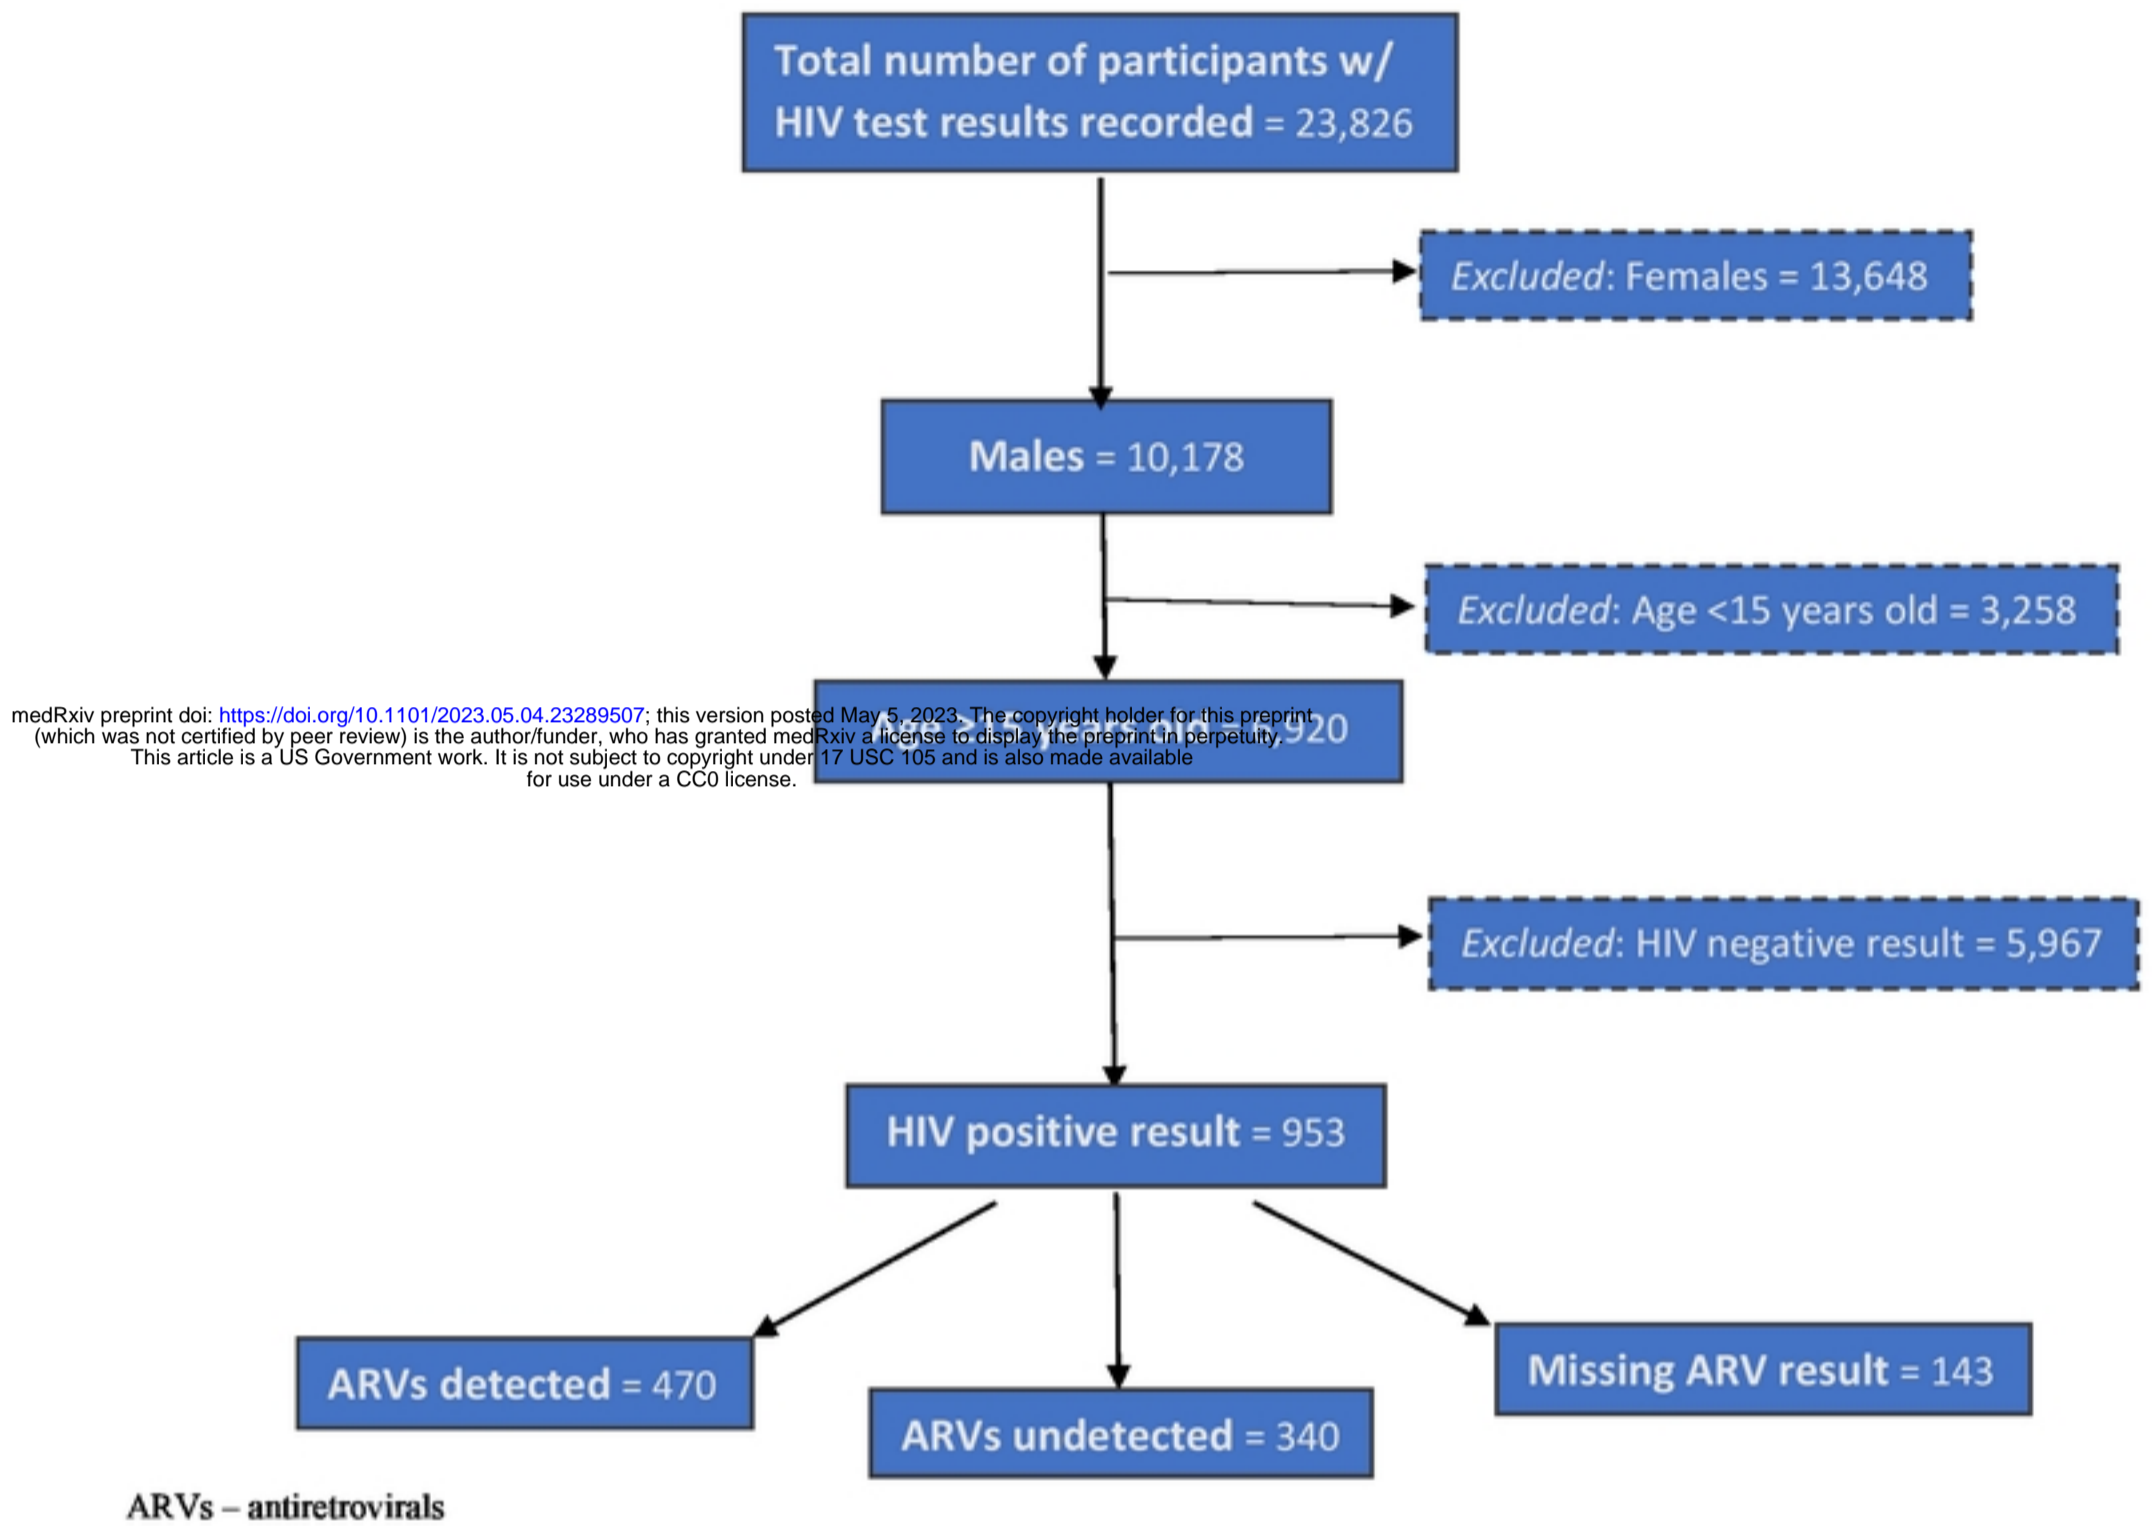 Total number of participants w/
HIV test results recorded = 23,826
Excluded: Females = 13,648
Males = 10,178
Excluded: Age <15 years old = 3,258
Age ≥15 years old = 6,920
medRxiv preprint doi: https://doi.org/10.1101/2023.05.04.23289507; this version posted May 5, 2023. The copyright holder for this preprint
(which was not certified by peer review) is the author/funder, who has granted medRxiv a license to display the preprint in perpetuity.
This article is a US Government work. It is not subject to copyright under 17 USC 105 and is also made available
for use under a CC0 license.
Excluded: HIV negative result = 5,967
HIV positive result = 953
ARVs detected = 470
ARVs undetected = 340
Missing ARV result = 143
ARVs – antiretrovirals